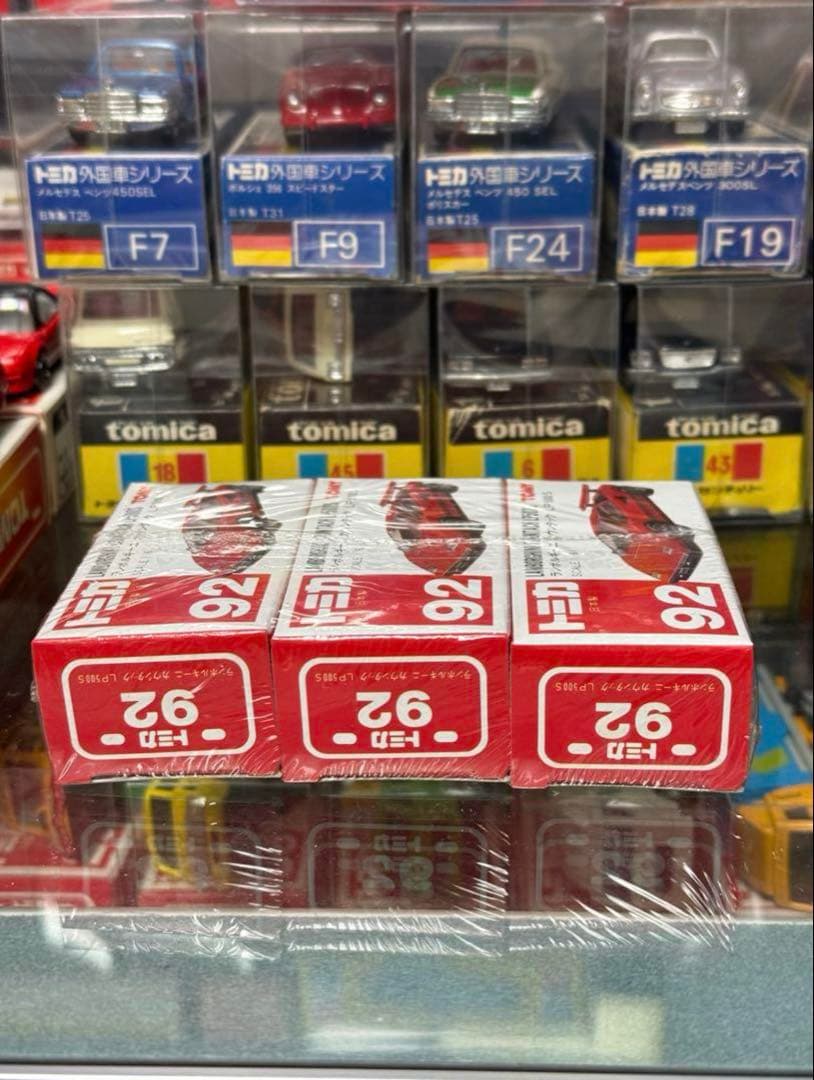 トミカ 外国車シリーズ
メルセデス ベンツ450SEL
日本製 T25
F7
トミカ 外国車シリーズ
ポルシェ 356 スピードスター
日本製 T31
F9
トミカ 外国車シリーズ
メルセデス ベンツ 450 SEL
ポリスカー
日本製 T25
F24
トミカ 外国車シリーズ
メルセデスベンツ 300SL
日本製 T28
F19
tomica
18
tomica
45
tomica
6
tomica
43
トミカ
92
トミカ
日本製
92
トミカ
日本製
92
ランボルギーニ カウンタック LP500S
92
トミカ
ランボルギーニ カウンタック LP500S
92
トミカ
ランボルギーニ カウンタック LP500S
92
トミカ